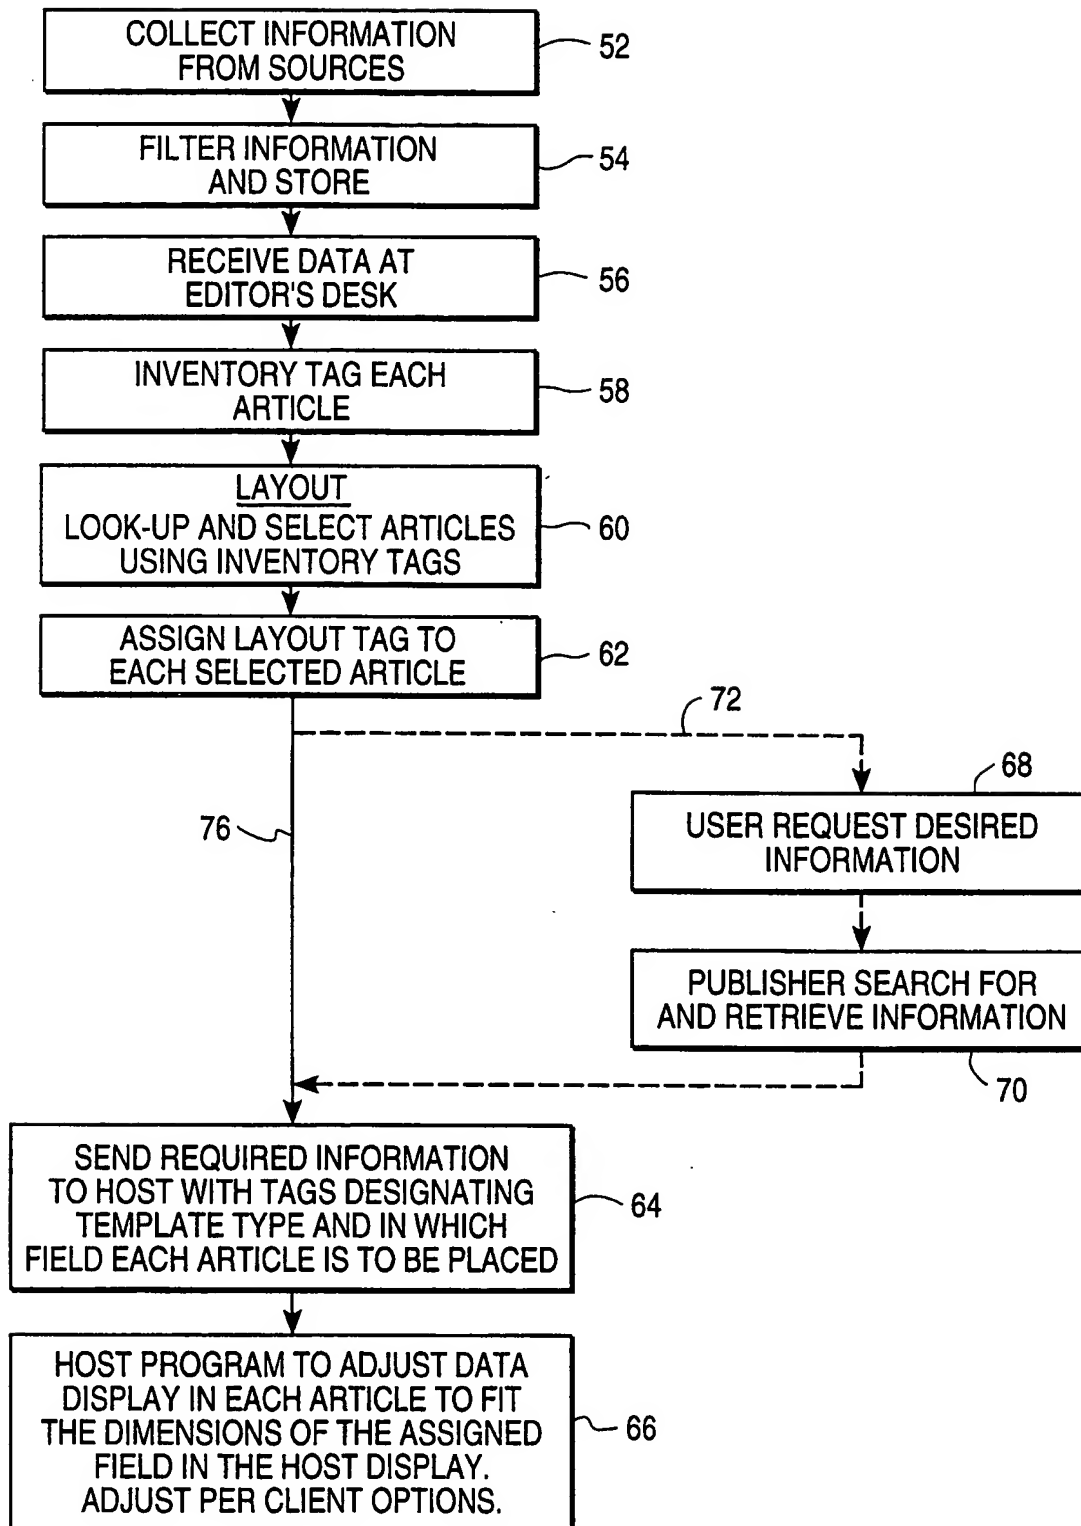 COLLECT INFORMATION
FROM SOURCES
52
FILTER INFORMATION
AND STORE
54
RECEIVE DATA AT
EDITOR'S DESK
56
INVENTORY TAG EACH
ARTICLE
58
LAYOUT
LOOK-UP AND SELECT ARTICLES
USING INVENTORY TAGS
60
ASSIGN LAYOUT TAG TO
EACH SELECTED ARTICLE
62
72
68
USER REQUEST DESIRED
INFORMATION
76
PUBLISHER SEARCH FOR
AND RETRIEVE INFORMATION
70
SEND REQUIRED INFORMATION
TO HOST WITH TAGS DESIGNATING
TEMPLATE TYPE AND IN WHICH
FIELD EACH ARTICLE IS TO BE PLACED
64
HOST PROGRAM TO ADJUST DATA
DISPLAY IN EACH ARTICLE TO FIT
THE DIMENSIONS OF THE ASSIGNED
FIELD IN THE HOST DISPLAY.
ADJUST PER CLIENT OPTIONS.
66